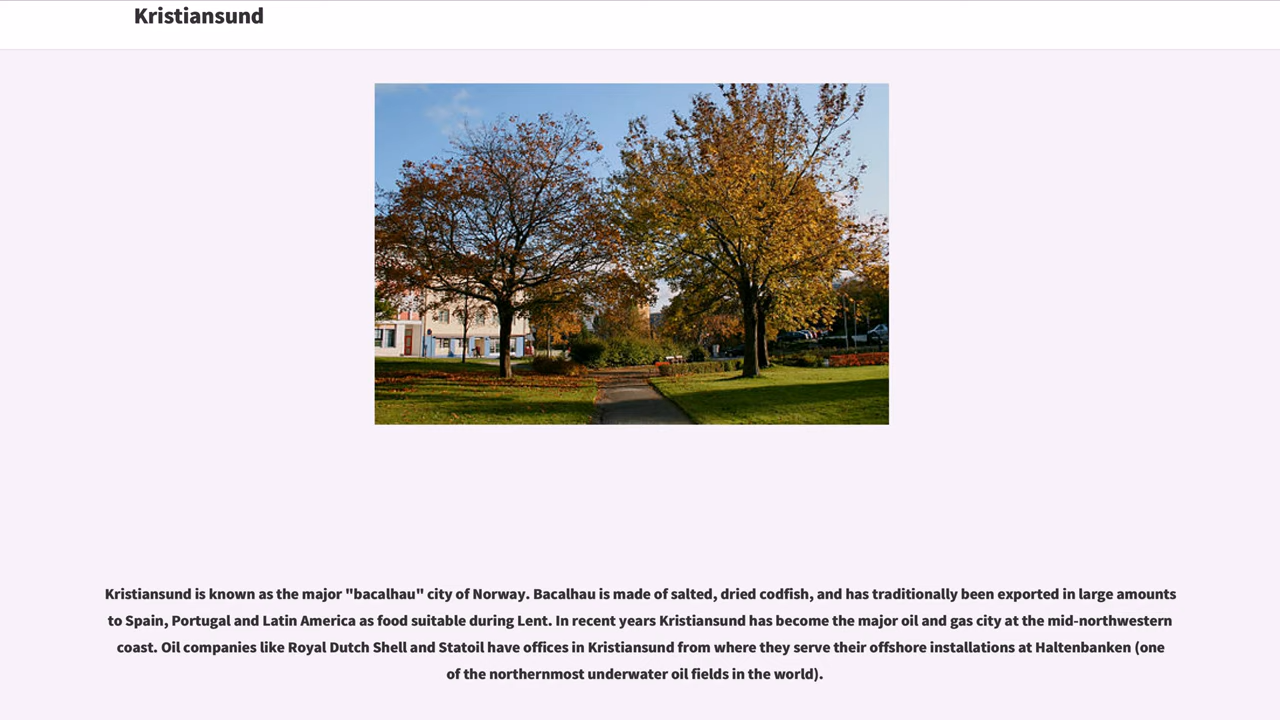 Kristiansund
Kristiansund is known as the major "bacalhau" city of Norway. Bacalhau is made of salted, dried codfish, and has traditionally been exported in large amounts
to Spain, Portugal and Latin America as food suitable during Lent. In recent years Kristiansund has become the major oil and gas city at the mid-northwestern
coast. Oil companies like Royal Dutch Shell and Statoil have offices in Kristiansund from where they serve their offshore installations at Haltenbanken (one
of the northernmost underwater oil fields in the world).